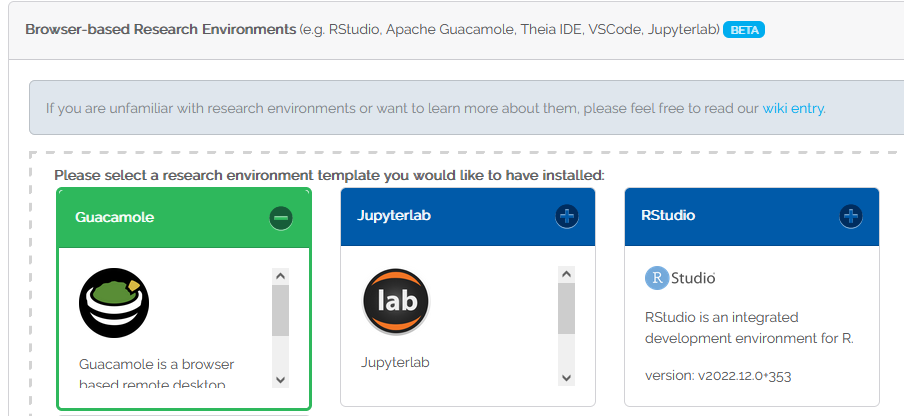 Browser-based Research Environments (e.g. RStudio, Apache Guacamole, Theia IDE, VSCode, Jupyterlab) BETA
If you are unfamiliar with research environments or want to learn more about them, please feel free to read our wiki entry.
Please select a research environment template you would like to have installed:
Guacamole
Guacamole is a browser
based remote desktop
Jupyterlab
lab
Jupyterlab
RStudio
R Studio
RStudio is an integrated
development environment for R.
version: v2022.12.0+353